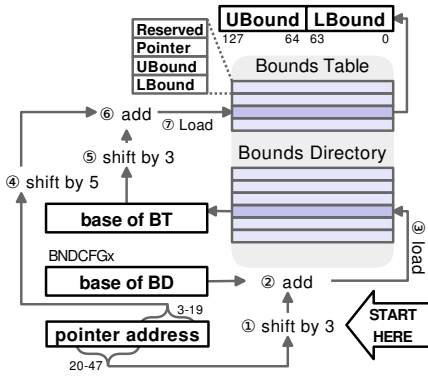 Reserved
Pointer
UBound
LBound
UBound LBound
127 64 63 0
Bounds Table
⑥ add
⑦ Load
⑤ shift by 3
④ shift by 5
Bounds Directory
base of BT
③ load
BNDCFGx
base of BD
② add
3-19
pointer address
① shift by 3
START
HERE
20-47